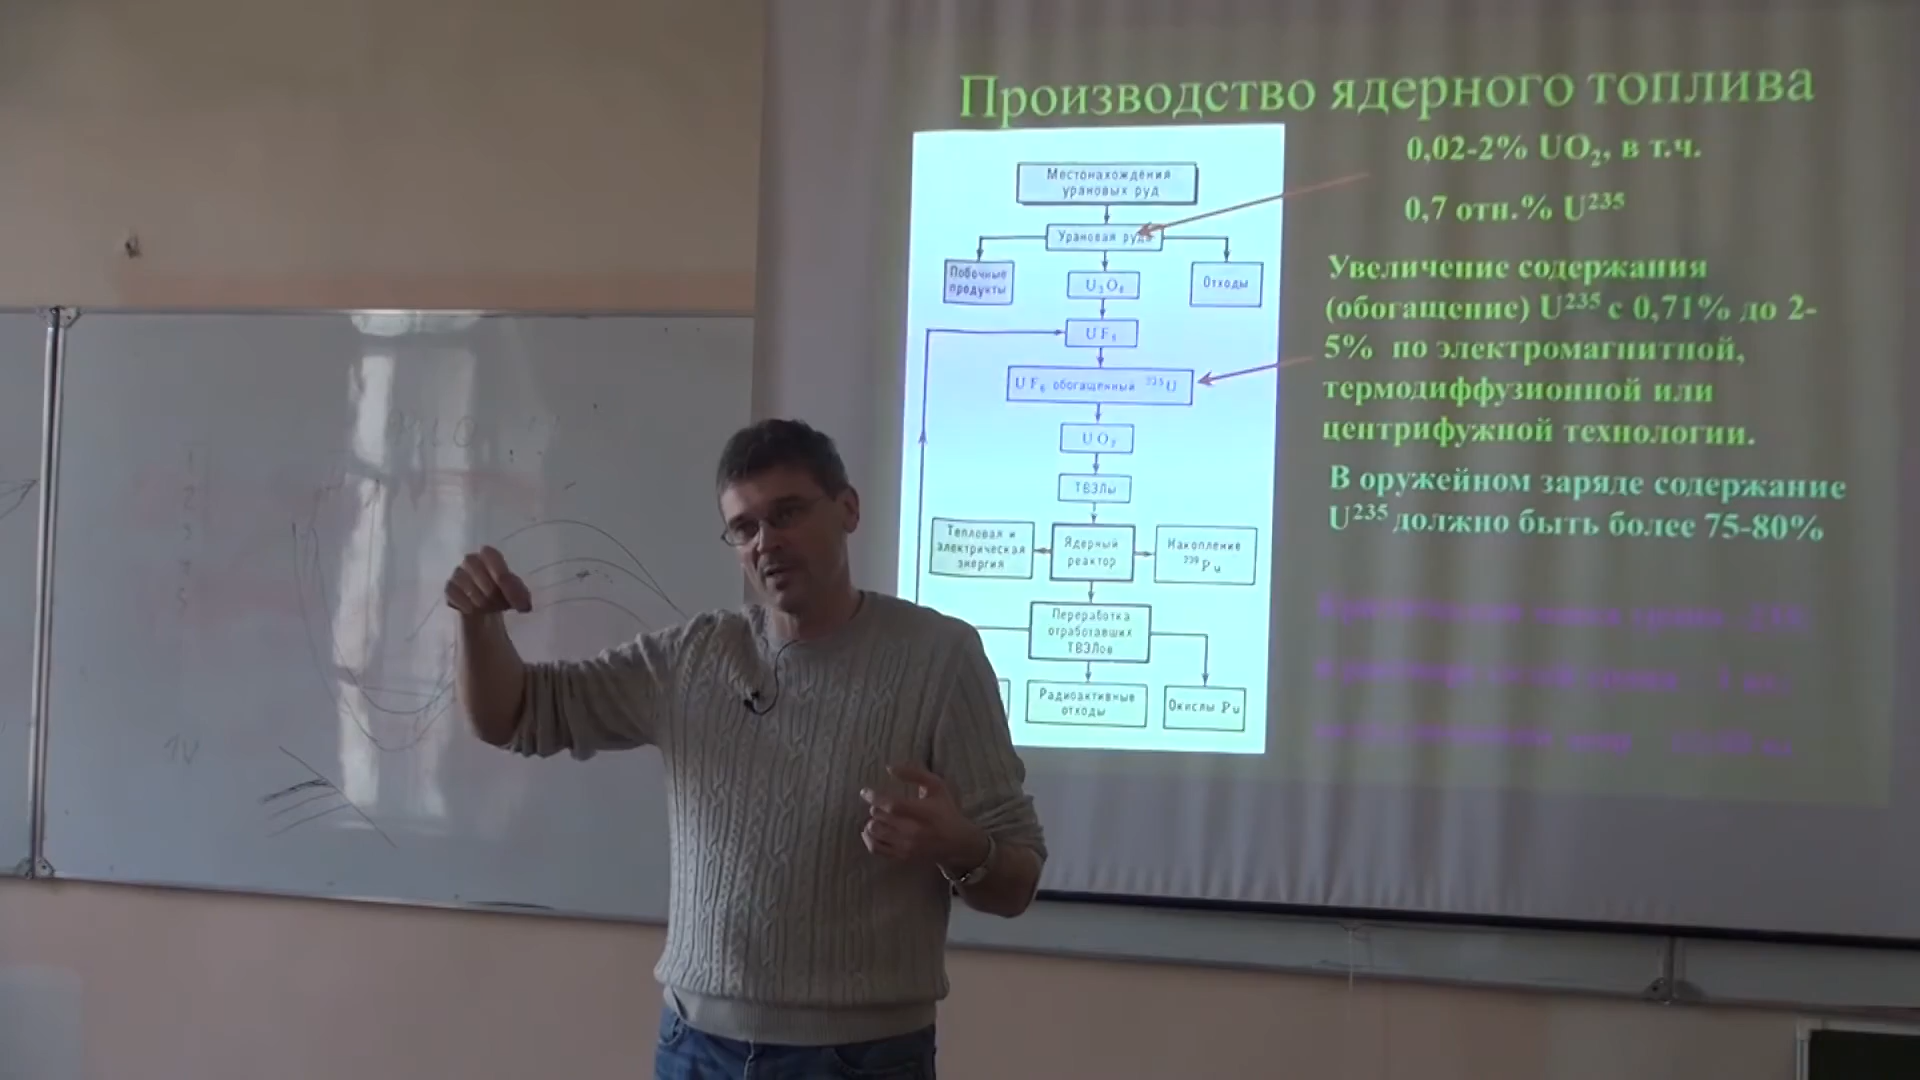 Производство ядерного топлива
0,02-2% UO₂, в т.ч.
0,7 отн.% U²³⁵
Увеличение содержания
(обогащение) U²³⁵ с 0,71% до 2-
5% по электромагнитной,
термодиффузионной или
центрифужной технологии.
В оружейном заряде содержание
U²³⁵ должно быть более 75-80%
Местонахождения
урановых руд
Урановая руда
Побочные
продукты
U₃O₈
Отходы
UF₆
UF₆ обогащенный ²³⁵U
UO₂
ТВЭЛы
Тепловая и
электрическая
энергия
Ядерный
реактор
Накопление
²³⁹Pu
Переработка
отработавших
ТВЭЛов
Радиоактивные
отходы
Окислы Pu